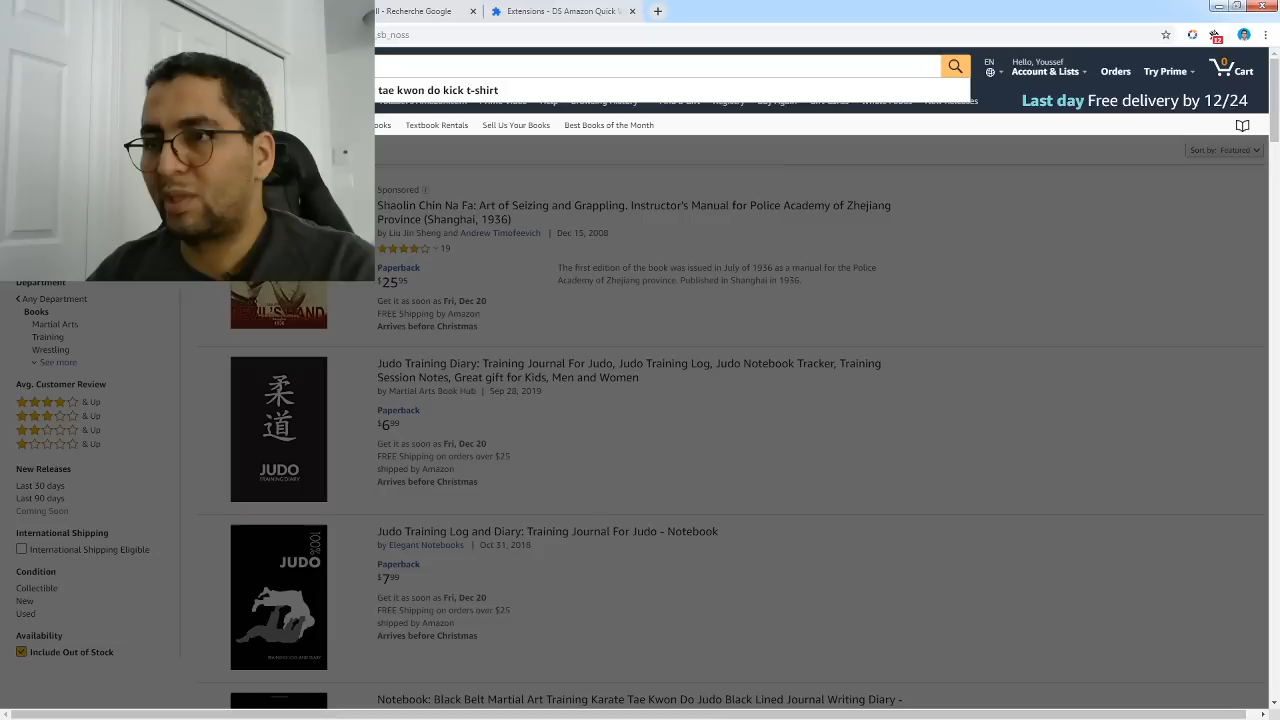 ll - Recherche Google
Extensions - DS Amazon Quick
sb_noss
12
EN
Hello, Youssef
Account & Lists
Orders
Try Prime
0
Cart
tae kwon do kick t-shirt
Last day Free delivery by 12/24
ooks
Textbook Rentals
Sell Us Your Books
Best Books of the Month
Sort by: Featured
Sponsored
Shaolin Chin Na Fa: Art of Seizing and Grappling. Instructor's Manual for Police Academy of Zhejiang
Province (Shanghai, 1936)
by Liu Jin Sheng and Andrew Timofeevich | Dec 15, 2008
19
Paperback
$25 95
The first edition of the book was issued in July of 1936 as a manual for the Police
Academy of Zhejiang province. Published in Shanghai in 1936.
Get it as soon as Fri, Dec 20
FREE Shipping by Amazon
Arrives before Christmas
Department
Any Department
Books
Martial Arts
Training
Wrestling
See more
Avg. Customer Review
& Up
& Up
& Up
& Up
New Releases
Last 30 days
Last 90 days
Coming Soon
International Shipping
International Shipping Eligible
Condition
Collectible
New
Used
Availability
Include Out of Stock
柔
道
JUDO
TRAINING DIARY
Judo Training Diary: Training Journal For Judo, Judo Training Log, Judo Notebook Tracker, Training
Session Notes, Great gift for Kids, Men and Women
by Martial Arts Book Hub | Sep 28, 2019
Paperback
$6 99
Get it as soon as Fri, Dec 20
FREE Shipping on orders over $25
shipped by Amazon
Arrives before Christmas
100%
JUDO
Judo Training Log and Diary: Training Journal For Judo - Notebook
by Elegant Notebooks | Oct 31, 2018
Paperback
$7 99
Get it as soon as Fri, Dec 20
FREE Shipping on orders over $25
shipped by Amazon
Arrives before Christmas
Notebook: Black Belt Martial Art Training Karate Tae Kwon Do Judo Black Lined Journal Writing Diary -